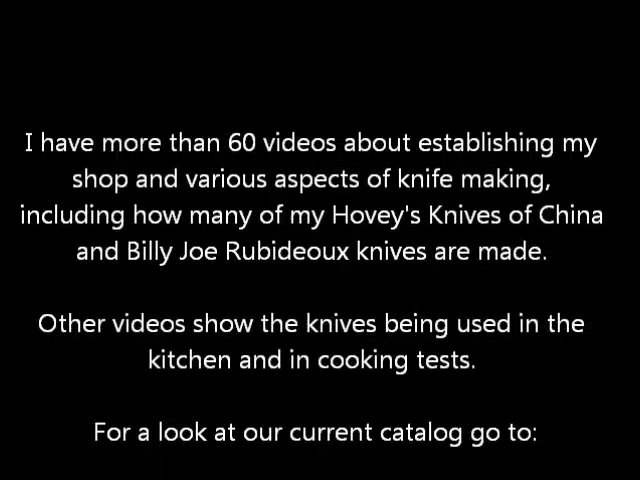 I have more than 60 videos about establishing my
shop and various aspects of knife making,
including how many of my Hovey's Knives of China
and Billy Joe Rubideoux knives are made.
Other videos show the knives being used in the
kitchen and in cooking tests.
For a look at our current catalog go to: